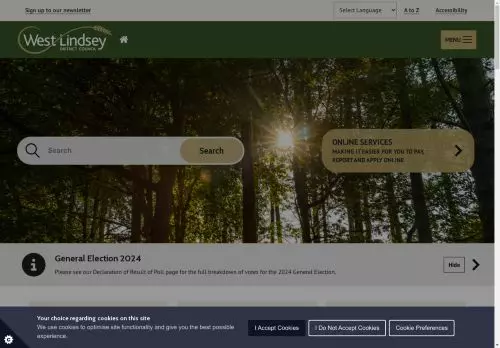 Sign up to our newsletter
Select Language
A to Z
Accessibility
West Lindsey
DISTRICT COUNCIL
MENU
Search
Search
ONLINE SERVICES
MAKING IT EASIER FOR YOU TO PAY,
REPORT AND APPLY ONLINE
General Election 2024
Please see our Declaration of Result of Poll page for the full breakdown of votes for the 2024 General Election.
Hide
Your choice regarding cookies on this site
We use cookies to optimise site functionality and give you the best possible
experience.
I Accept Cookies
I Do Not Accept Cookies
Cookie Preferences